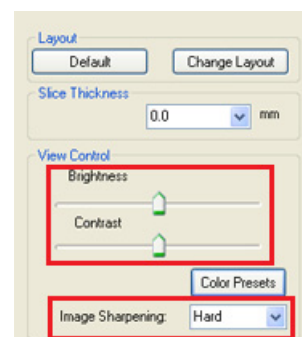 Layout
Default Change Layout
Slice Thickness
0.0 mm
View Control
Brightness
Contrast
Color Presets
Image Sharpening: Hard